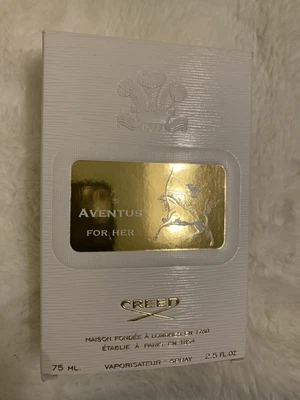 AVENTUS
FOR HER
CREED
MAISON FONDÉE À LONDRES EN 1760
ÉTABLIE À PARIS EN 1854
75 ML. VAPORISATEUR - SPRAY 2.5 FL.OZ